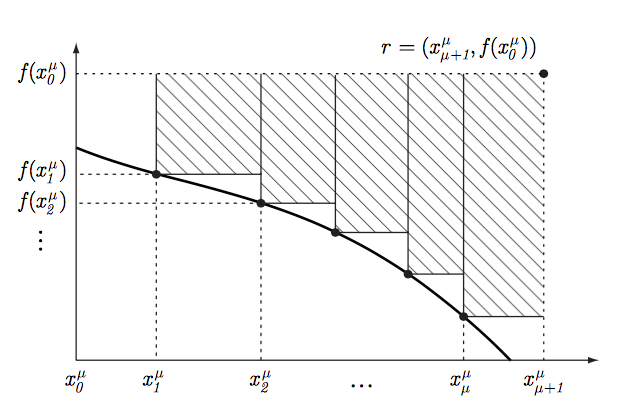 r = (x^μ_{μ+1}, f(x^μ_0))
f(x^μ_0)
f(x^μ_1)
f(x^μ_2)
⋮
x^μ_0 x^μ_1 x^μ_2 … x^μ_μ x^μ_{μ+1}